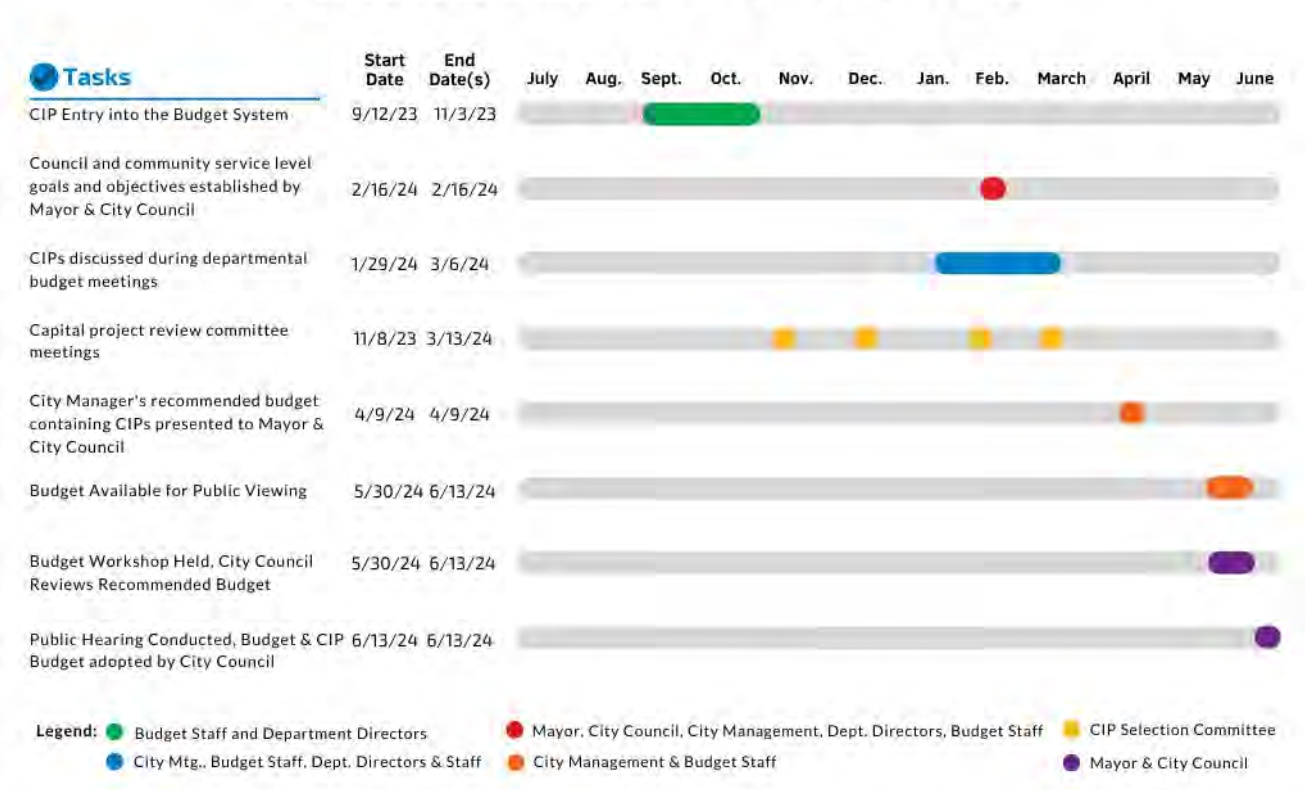 Start End
Tasks Date Date(s) July Aug. Sept. Oct. Nov. Dec. Jan. Feb. March April May June
CIP Entry into the Budget System 9/12/23 11/3/23
Council and community service level
goals and objectives established by 2/16/24 2/16/24
Mayor & City Council
CIPs discussed during departmental 1/29/24 3/6/24
budget meetings
Capital project review committee 11/8/23 3/13/24
meetings
City Manager's recommended budget
containing CIPs presented to Mayor & 4/9/24 4/9/24
City Council
Budget Available for Public Viewing 5/30/24 6/13/24
Budget Workshop Held, City Council 5/30/24 6/13/24
Reviews Recommended Budget
Public Hearing Conducted, Budget & CIP 6/13/24 6/13/24
Budget adopted by City Council
Legend: Budget Staff and Department Directors Mayor, City Council, City Management, Dept. Directors, Budget Staff CIP Selection Committee
City Mtg., Budget Staff, Dept. Directors & Staff City Management & Budget Staff Mayor & City Council